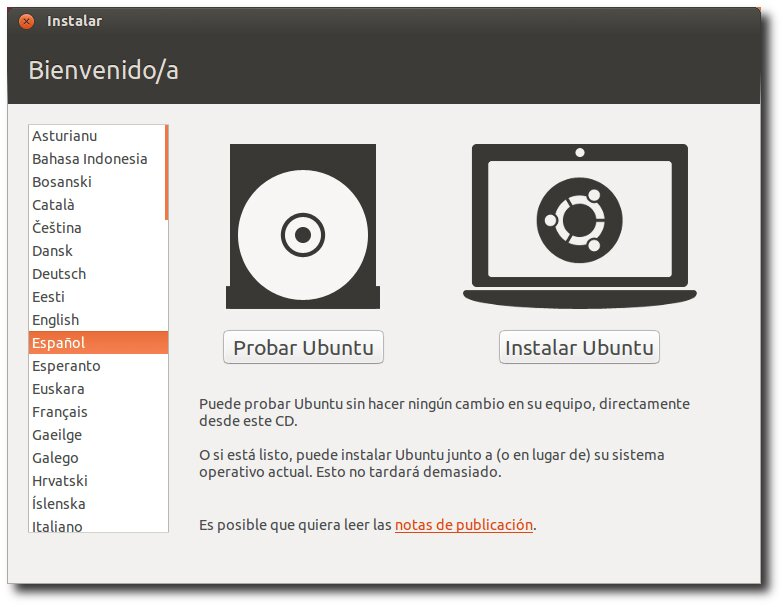 Instalar
Bienvenido/a
Asturianu
Bahasa Indonesia
Bosanski
Català
Čeština
Dansk
Deutsch
Eesti
English
Español
Esperanto
Euskara
Français
Gaeilge
Galego
Hrvatski
Íslenska
Italiano
Probar Ubuntu
Instalar Ubuntu
Puede probar Ubuntu sin hacer ningún cambio en su equipo, directamente
desde este CD.
O si está listo, puede instalar Ubuntu junto a (o en lugar de) su sistema
operativo actual. Esto no tardará demasiado.
Es posible que quiera leer las notas de publicación.